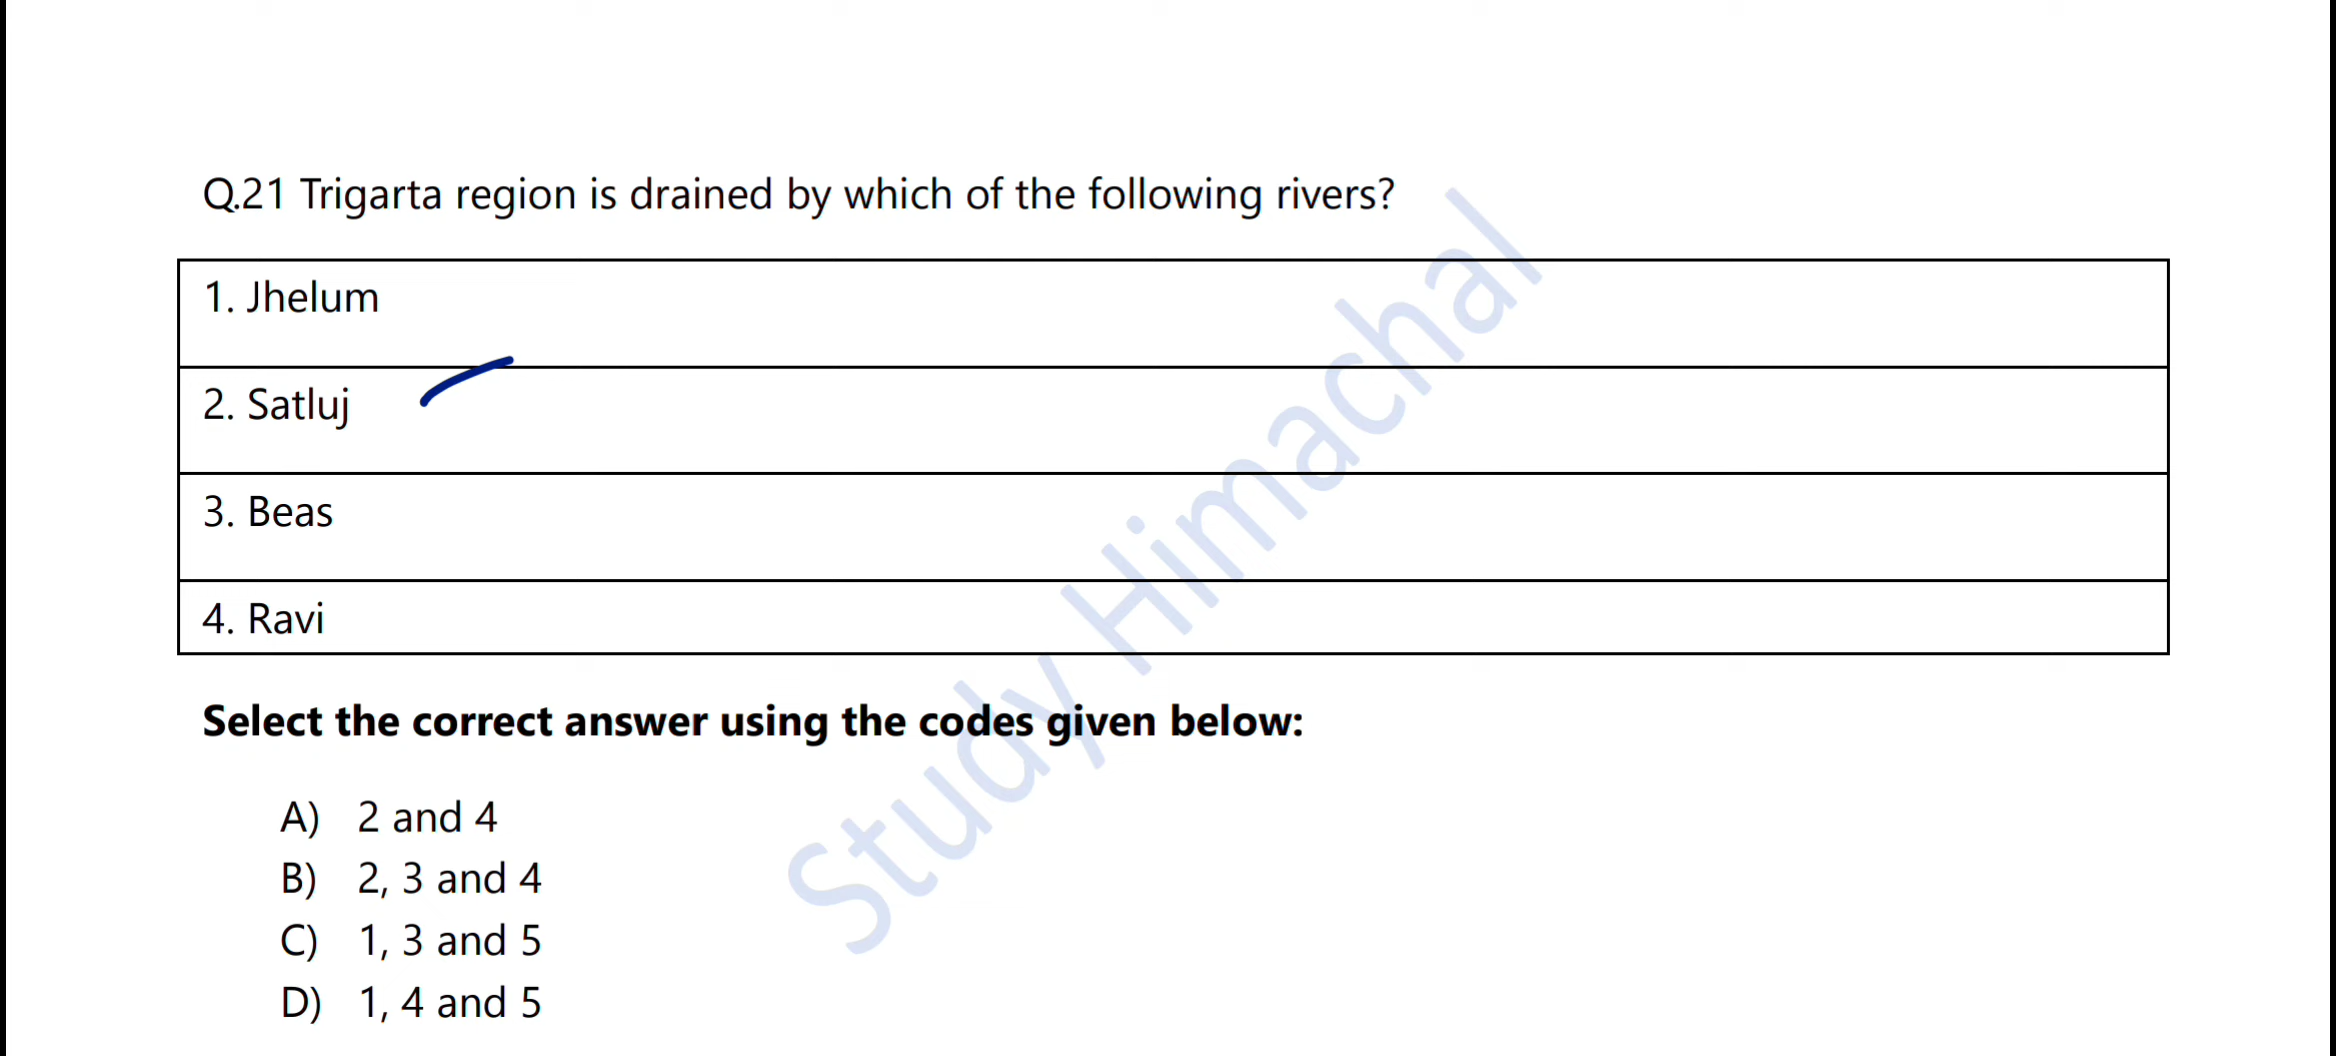 Q.21 Trigarta region is drained by which of the following rivers?
1. Jhelum
2. Satluj
3. Beas
4. Ravi
Select the correct answer using the codes given below:
A) 2 and 4
B) 2, 3 and 4
C) 1, 3 and 5
D) 1, 4 and 5
Study Himachal